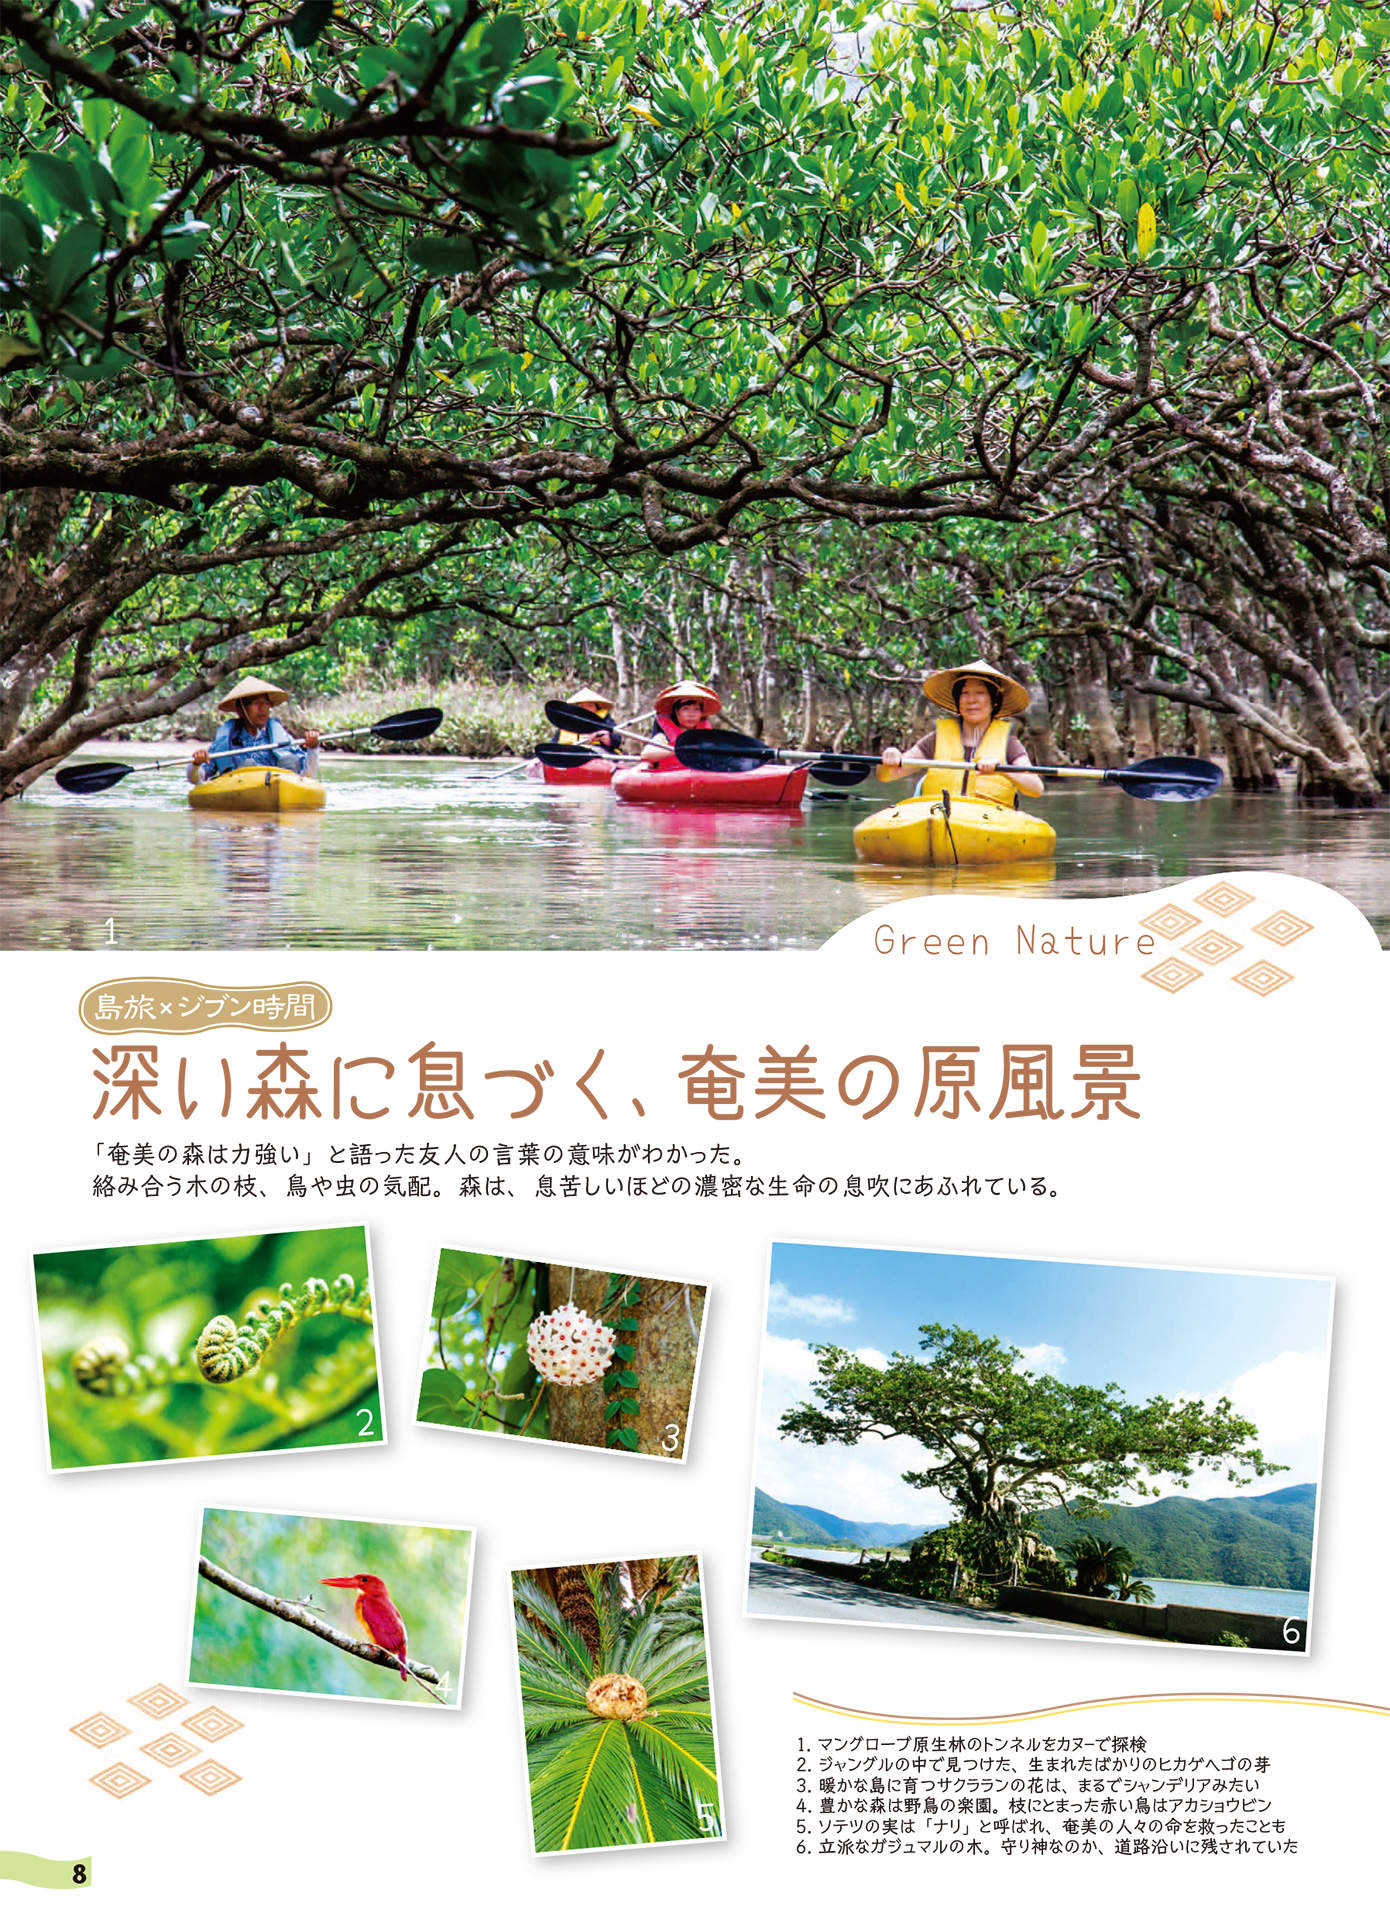 1
Green Nature
島旅×ジブン時間
深い森に息づく、奄美の原風景
「奄美の森は力強い」と語った友人の言葉の意味がわかった。
絡み合う木の枝、鳥や虫の気配。森は、息苦しいほどの濃密な生命の息吹にあふれている。
2
3
4
5
6
1. マングローブ原生林のトンネルをカヌーで探検
2. ジャングルの中で見つけた、生まれたばかりのヒカゲヘゴの芽
3. 暖かな島に育つサクラランの花は、まるでシャンデリアみたい
4. 豊かな森は野鳥の楽園。枝にとまった赤い鳥はアカショウビン
5. ソテツの実は「ナリ」と呼ばれ、奄美の人々の命を救ったことも
6. 立派なガジュマルの木。守り神なのか、道路沿いに残されていた
8